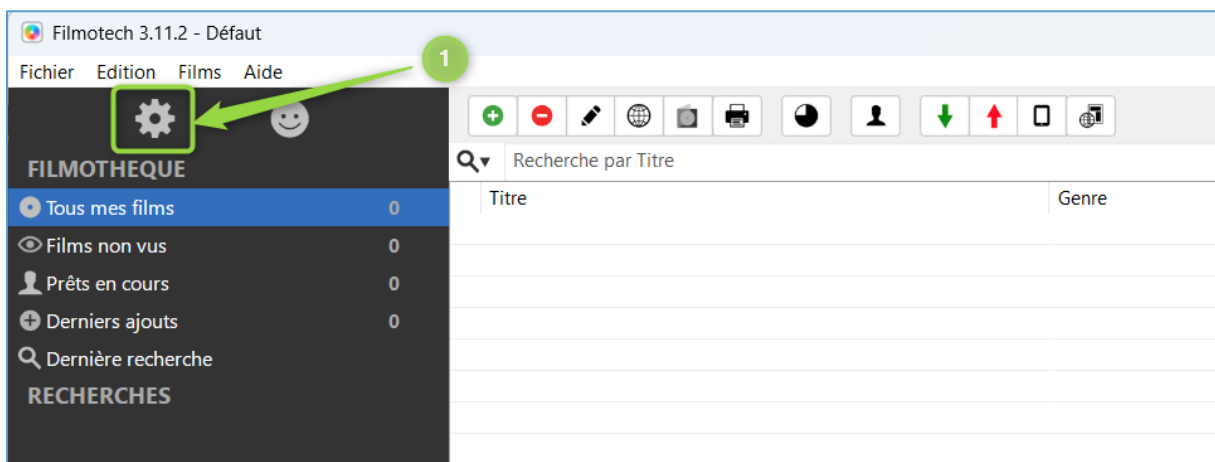 Filmotech 3.11.2 - Défaut
Fichier Edition Films Aide
1
FILMOTHEQUE
Tous mes films 0
Films non vus 0
Prêts en cours 0
Derniers ajouts 0
Dernière recherche
RECHERCHES
Recherche par Titre
Titre Genre